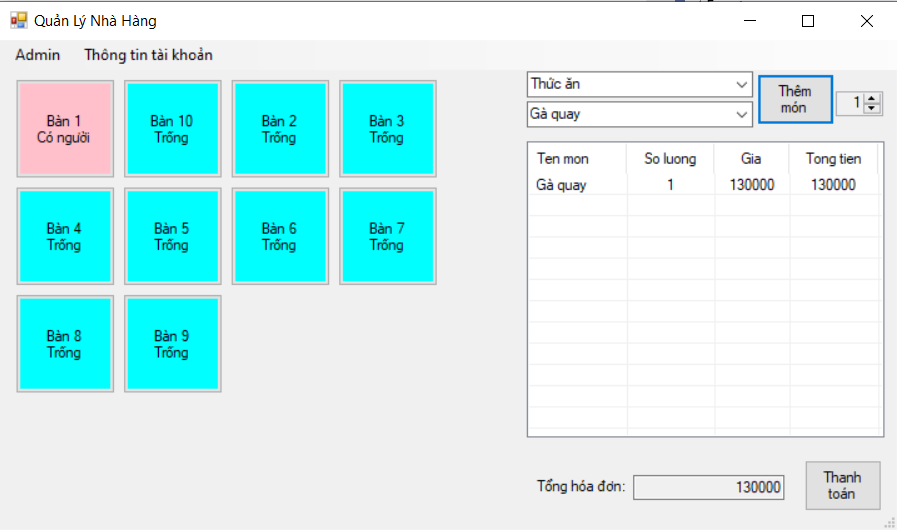 Quản Lý Nhà Hàng
Admin Thông tin tài khoản
Bàn 1
Có người
Bàn 10
Trống
Bàn 2
Trống
Bàn 3
Trống
Bàn 4
Trống
Bàn 5
Trống
Bàn 6
Trống
Bàn 7
Trống
Bàn 8
Trống
Bàn 9
Trống
Thức ăn
Gà quay
Thêm
món
1
Ten mon So luong Gia Tong tien
Gà quay 1 130000 130000
Tổng hóa đơn: 130000
Thanh
toán